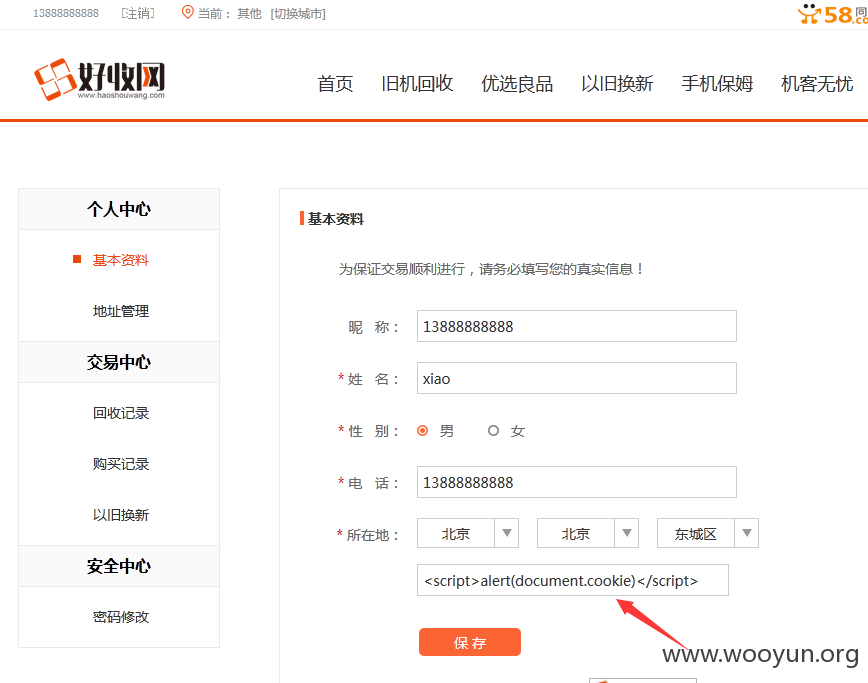 13888888888 [注销] 当前： 其他 [切换城市]
58.co 同
好收网
www.haoshouwang.com
首页 旧机回收 优选良品 以旧换新 手机保姆 机客无忧
个人中心
基本资料
地址管理
交易中心
回收记录
购买记录
以旧换新
安全中心
密码修改
基本资料
为保证交易顺利进行，请务必填写您的真实信息！
昵 称： 13888888888
* 姓 名： xiao
* 性 别： 男 女
* 电 话： 13888888888
* 所在地： 北京 北京 东城区
<script>alert(document.cookie)</script>
保 存
www.wooyun.org